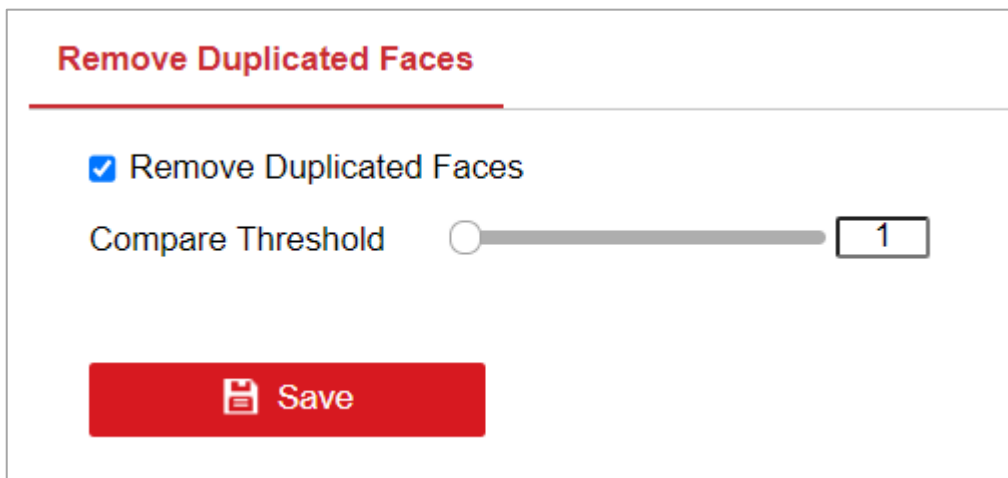 Remove Duplicated Faces
Remove Duplicated Faces
Compare Threshold 1
Save